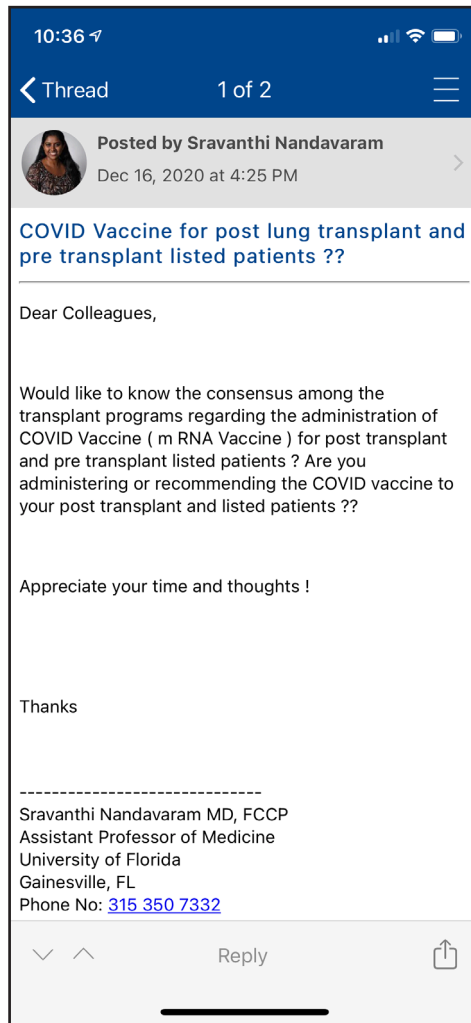 10:36
Thread
1 of 2
Posted by Sravanthi Nandavaram
Dec 16, 2020 at 4:25 PM
COVID Vaccine for post lung transplant and
pre transplant listed patients ??
Dear Colleagues,
Would like to know the consensus among the
transplant programs regarding the administration of
COVID Vaccine ( m RNA Vaccine ) for post transplant
and pre transplant listed patients ? Are you
administering or recommending the COVID vaccine to
your post transplant and listed patients ??
Appreciate your time and thoughts !
Thanks
------------------------------
Sravanthi Nandavaram MD, FCCP
Assistant Professor of Medicine
University of Florida
Gainesville, FL
Phone No: 315 350 7332
Reply